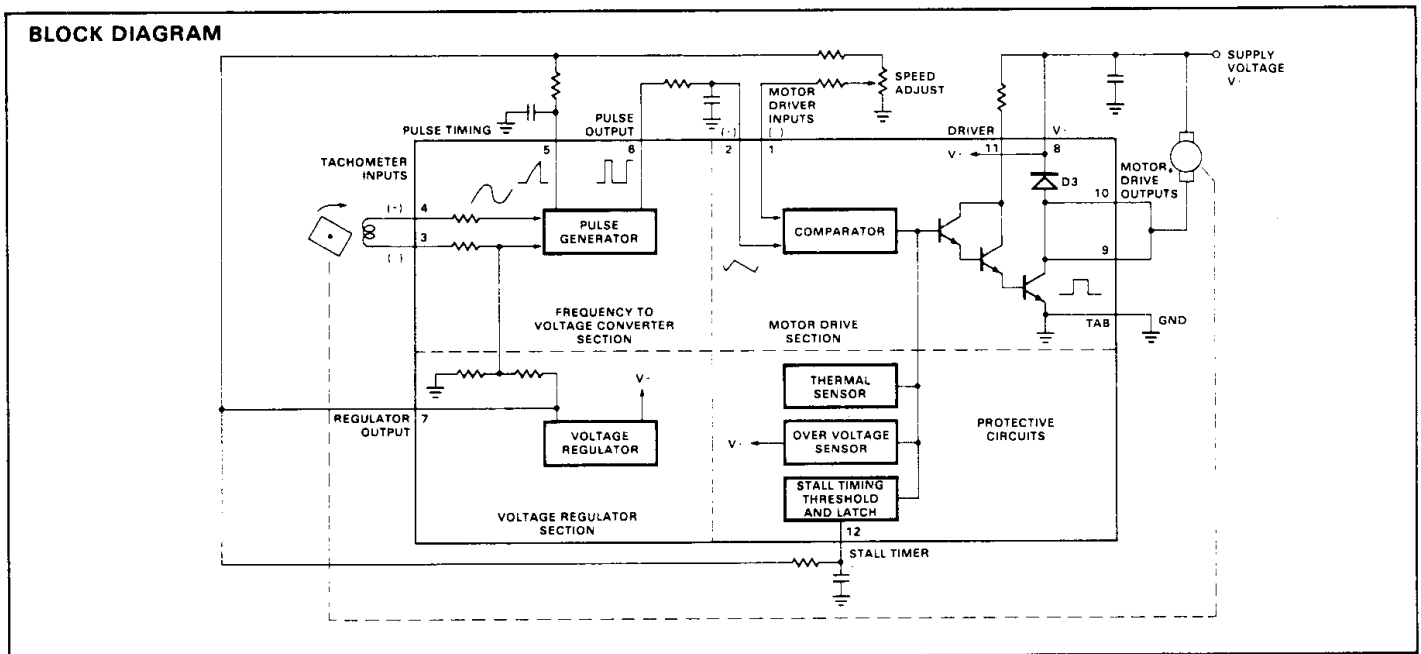 BLOCK DIAGRAM
SUPPLY
VOLTAGE
V-
SPEED
ADJUST
MOTOR
DRIVER
INPUTS
PULSE
OUTPUT
PULSE TIMING
(-)
(_)
DRIVER
V-
5
6
2
1
11
8
V-
TACHOMETER
INPUTS
D3
MOTOR
DRIVE
OUTPUTS
10
(-)
4
3
(_)
PULSE
GENERATOR
COMPARATOR
9
FREQUENCY TO
VOLTAGE CONVERTER
SECTION
MOTOR DRIVE
SECTION
TAB
GND
V-
THERMAL
SENSOR
REGULATOR
OUTPUT
7
VOLTAGE
REGULATOR
V-
OVER VOLTAGE
SENSOR
PROTECTIVE
CIRCUITS
STALL TIMING
THRESHOLD
AND LATCH
VOLTAGE REGULATOR
SECTION
12
STALL TIMER